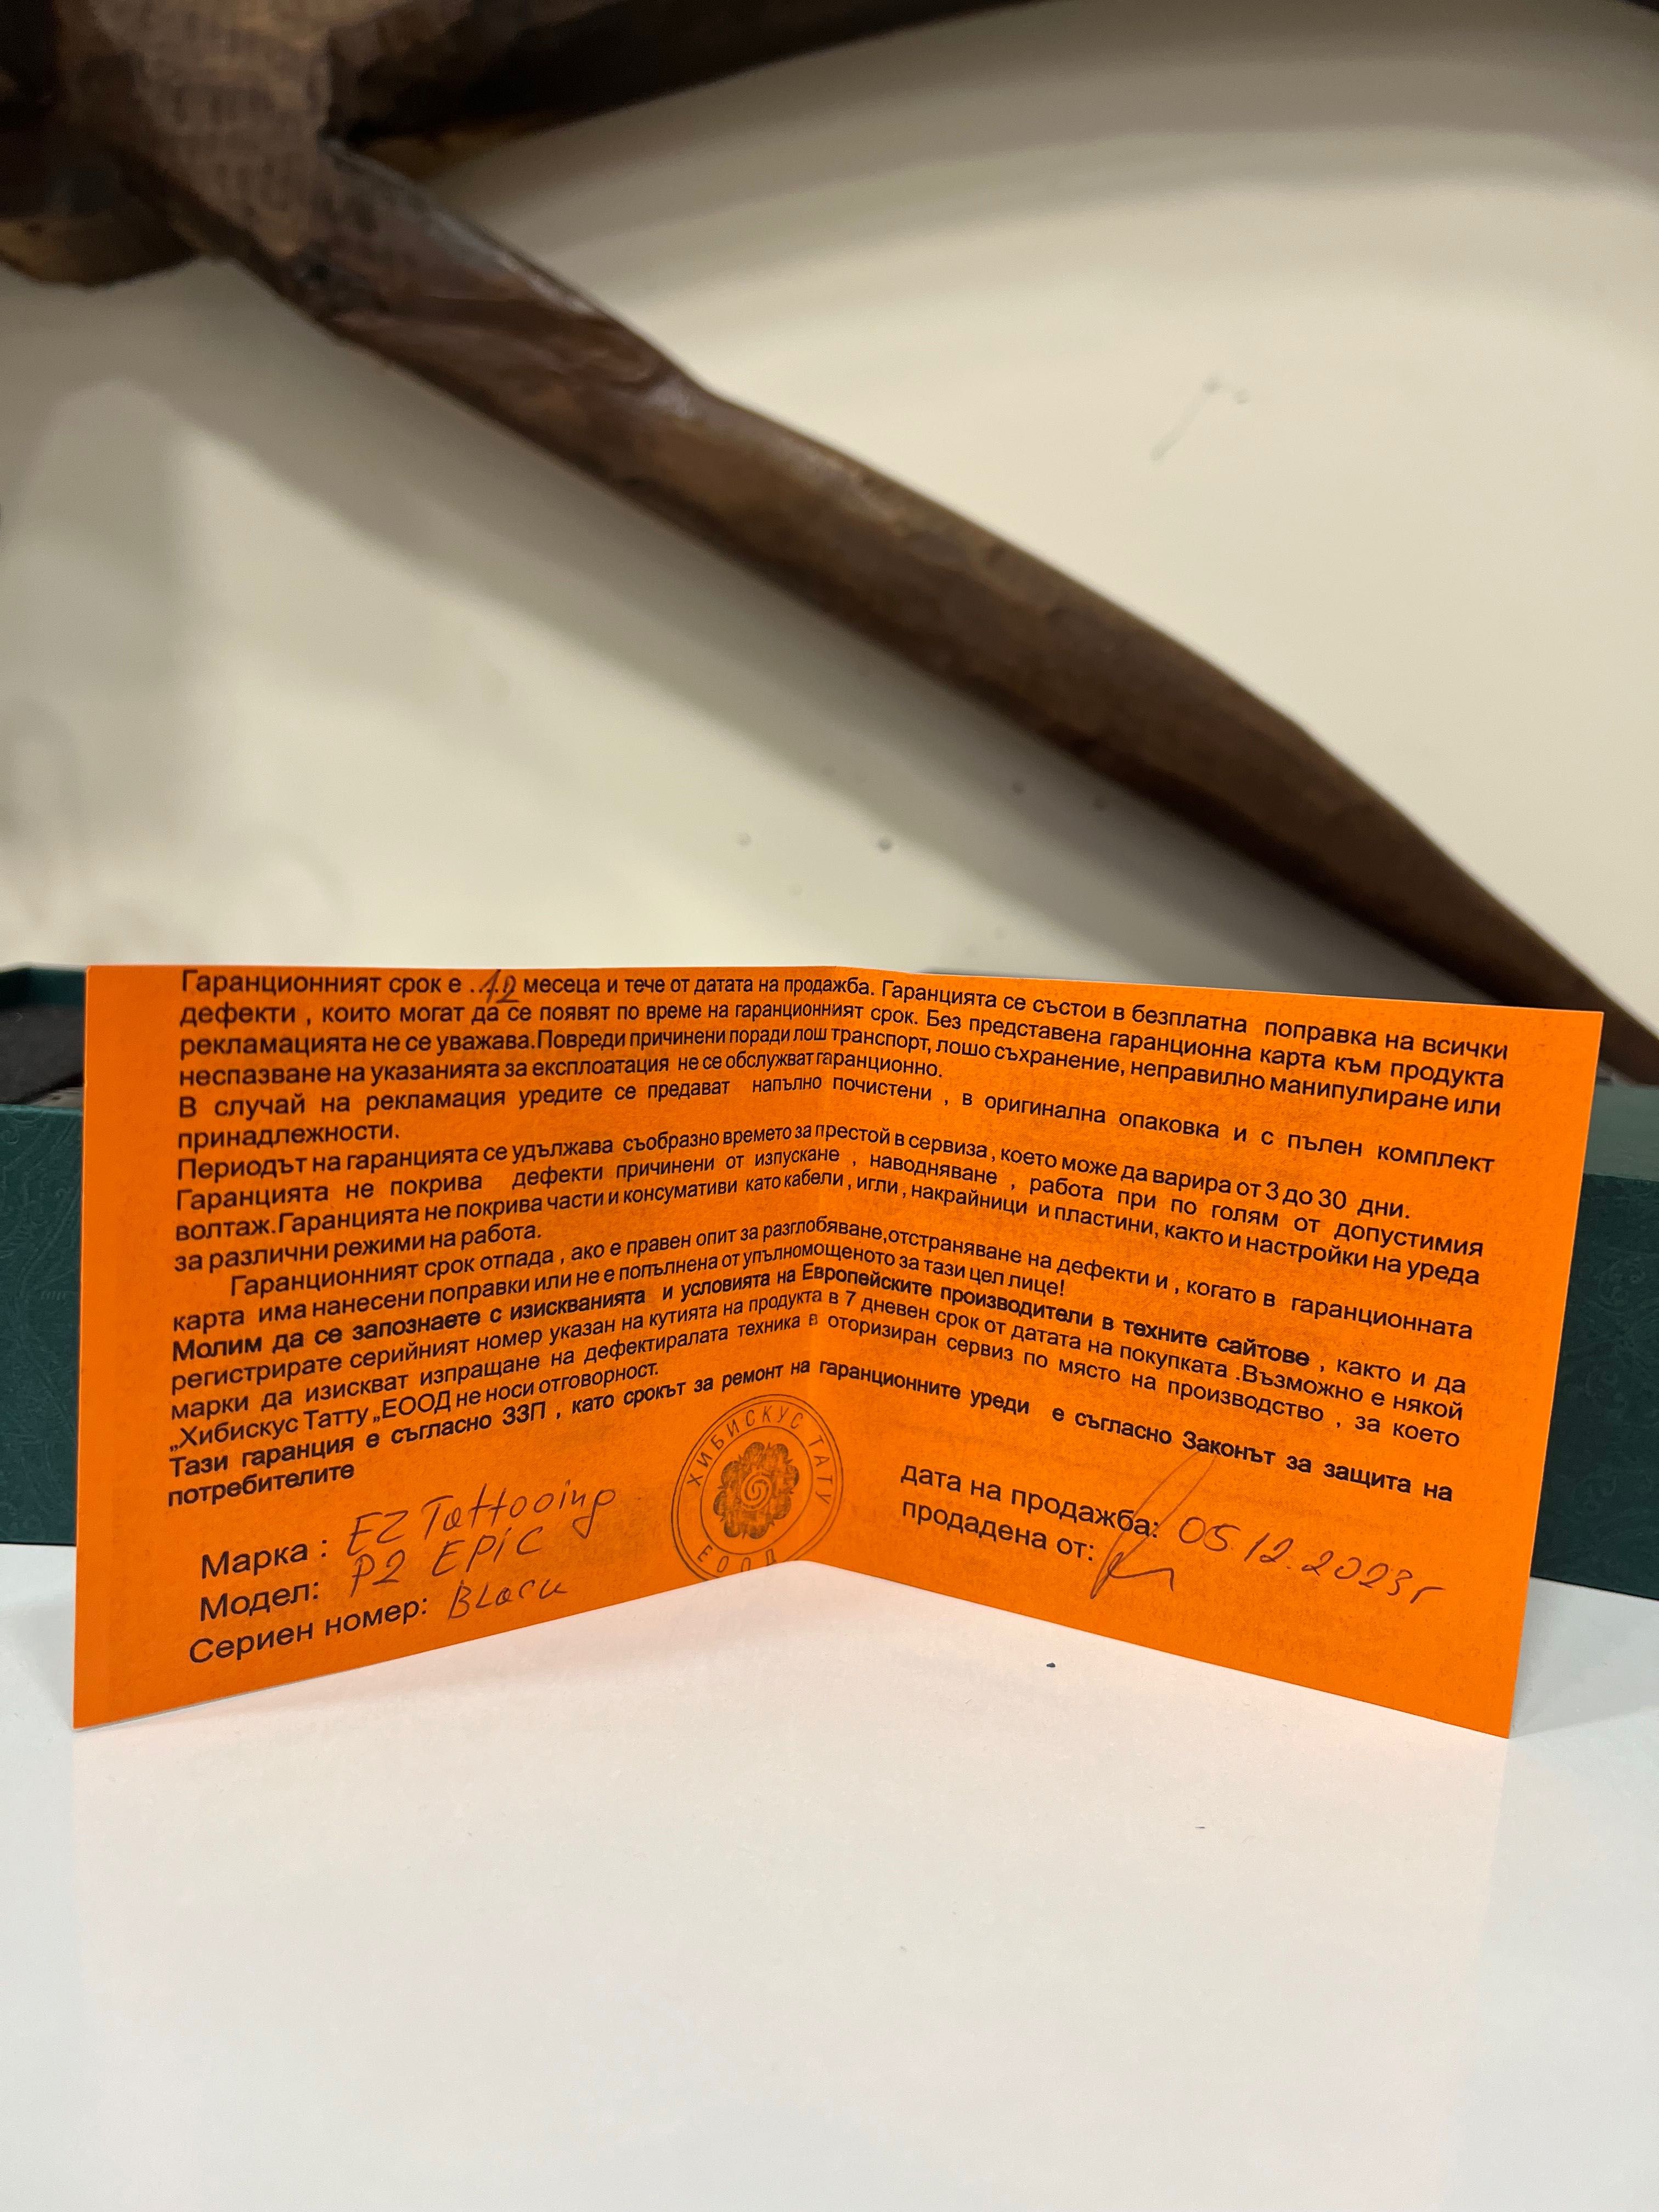 Гаранционният срок е ..12 месеца и тече от датата на продажба. Гаранцията се състои в безплатна поправка на всички
дефекти , които могат да се появят по време на гаранционният срок. Без представена гаранционна карта към продукта
рекламацията не се уважава.Повреди причинени поради лош транспорт, лошо съхранение, неправилно манипулиране или
неспазване на указанията за експлоатация не се обслужват гаранционно.
В случай на рекламация уредите се предават напълно почистени , в оригинална опаковка и с пълен комплект
принадлежности.
Периодът на гаранцията се удължава съобразно времето за престой в сервиза , което може да варира от 3 до 30 дни.
Гаранцията не покрива дефекти причинени от изпускане , наводняване , работа при по голям от допустимия
волтаж.Гаранцията не покрива части и консумативи като кабели , игли , накрайници и пластини, както и настройки на уреда
за различни режими на работа.
Гаранционният срок отпада , ако е правен опит за разглобяване,отстраняване на дефекти и , когато в гаранционната
карта има нанесени поправки или не е попълнена от упълномощеното за тази цел лице!
Молим да се запознаете с изискванията и условията на Европейските производители в техните сайтове , както и да
регистрирате серийният номер указан на кутията на продукта в 7 дневен срок от датата на покупката .Възможно е някой
марки да изискват изпращане на дефектиралата техника в оторизиран сервиз по място на производство , за което
„Хибискус Татту „ЕООД не носи отговорност.
Тази гаранция е съгласно ЗЗП , като срокът за ремонт на гаранционните уреди е съгласно Законът за защита на
потребителите
Марка : EZ Tattooing
Модел: P2 EPIC
Сериен номер: BLack
ХИБИСКУС ТАТУ
ЕООД
дата на продажба: 05.12.2023г
продадена от: